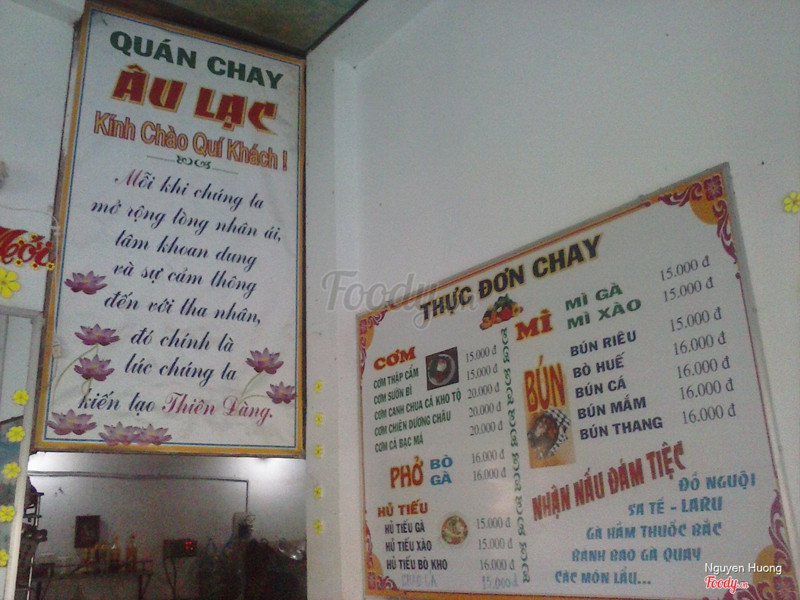 QUÁN CHAY
ÂU LẠC
Kính Chào Quí Khách !
Mỗi khi chúng ta
mở rộng lòng nhân ái,
tâm khoan dung
và sự cảm thông
đến với tha nhân,
đó chính là
lúc chúng ta
kiến tạo Thiên Đàng.
THỰC ĐƠN CHAY
CƠM
CƠM THẬP CẨM 15.000 đ
CƠM SƯỜN BÌ 15.000 đ
CƠM CANH CHUA CÁ KHO TỘ 20.000 đ
CƠM CHIÊN DƯƠNG CHÂU 20.000 đ
CƠM CÀ BẠC MÁ 20.000 đ
PHỞ BÒ 16.000 đ
GÀ 16.000 đ
HỦ TIẾU
HỦ TIẾU GÀ 15.000 đ
HỦ TIẾU XÀO 15.000 đ
HỦ TIẾU BÒ KHO 16.000 đ
15.000 đ
MÌ
MÌ GÀ 15.000 đ
MÌ XÀO 15.000 đ
BÚN
BÚN RIÊU 15.000 đ
BÒ HUẾ 16.000 đ
BÚN CÁ 16.000 đ
BÚN MẮM 16.000 đ
BÚN THANG 16.000 đ
NHẬN NẤU ĐÁM TIỆC
ĐỒ NGUỘI
SA TẾ - LARU
GÀ HẦM THUỐC BẮC
BÁNH BAO GÀ QUAY
CÁC MÓN LẨU...
Foody.vn
Nguyen Huong
Foody.vn